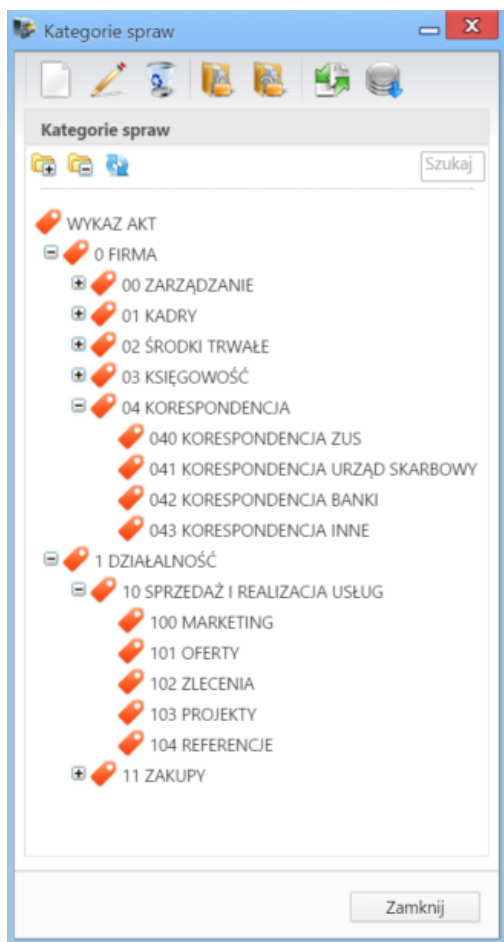 Kategorie spraw
Kategorie spraw
Szukaj
WYKAZ AKT
0 FIRMA
00 ZARZĄDZANIE
01 KADRY
02 ŚRODKI TRWAŁE
03 KSIĘGOWOŚĆ
04 KORESPONDENCJA
040 KORESPONDENCJA ZUS
041 KORESPONDENCJA URZĄD SKARBOWY
042 KORESPONDENCJA BANKI
043 KORESPONDENCJA INNE
1 DZIAŁALNOŚĆ
10 SPRZEDAŻ I REALIZACJA USŁUG
100 MARKETING
101 OFERTY
102 ZLECENIA
103 PROJEKTY
104 REFERENCJE
11 ZAKUPY
Zamknij